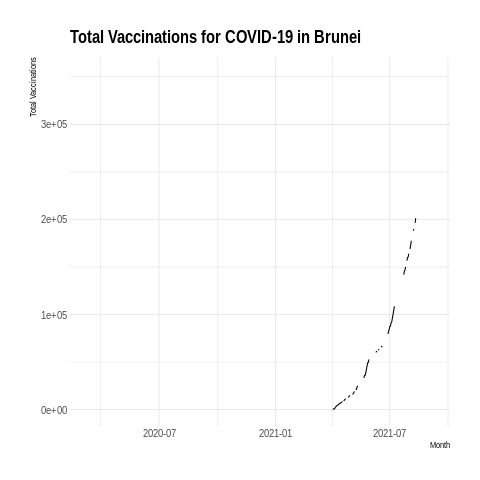 Total Vaccinations for COVID-19 in Brunei
Total Vaccinations
3e+05
2e+05
1e+05
0e+00
2020-07 2021-01 2021-07
Month